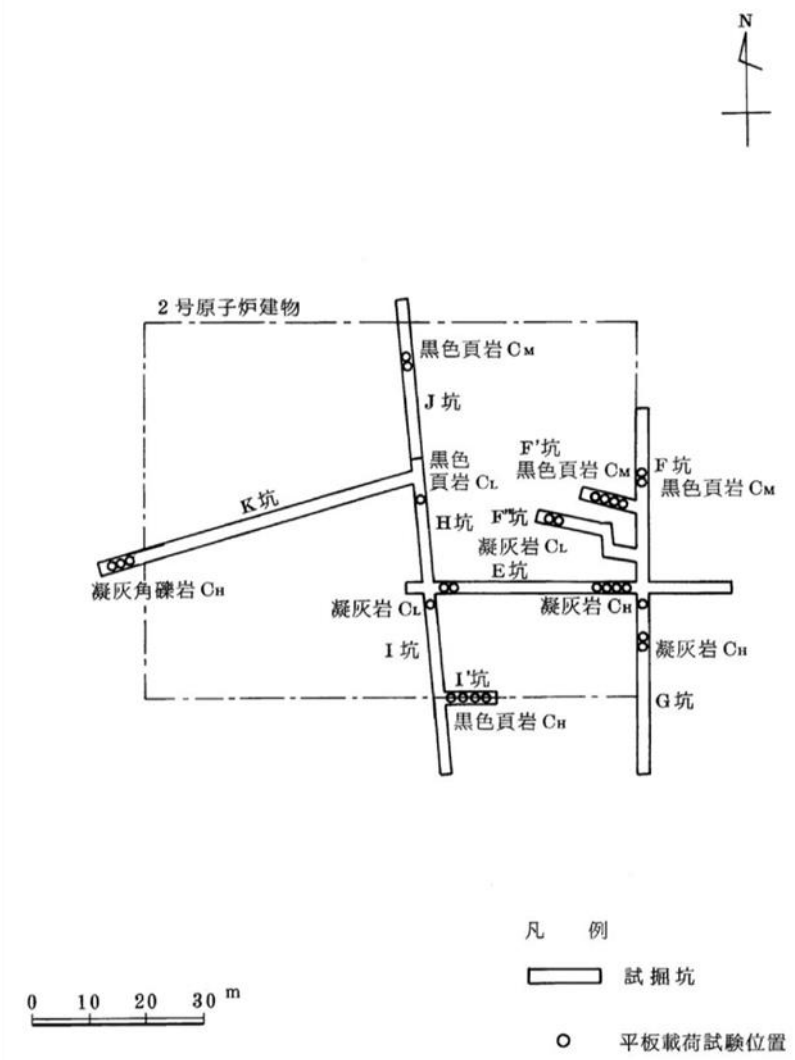 N
2号原子炉建物
黒色頁岩 CM
J坑
黒色
頁岩 CL
F'坑
黒色頁岩 CM
F坑
黒色頁岩 CM
K坑
H坑
F"坑
凝灰岩 CL
E坑
凝灰角礫岩 CH
凝灰岩 CL
凝灰岩 CH
I坑
凝灰岩 CH
I'坑
G坑
黒色頁岩 CH
凡 例
試掘坑
0 10 20 30 m
平板載荷試験位置